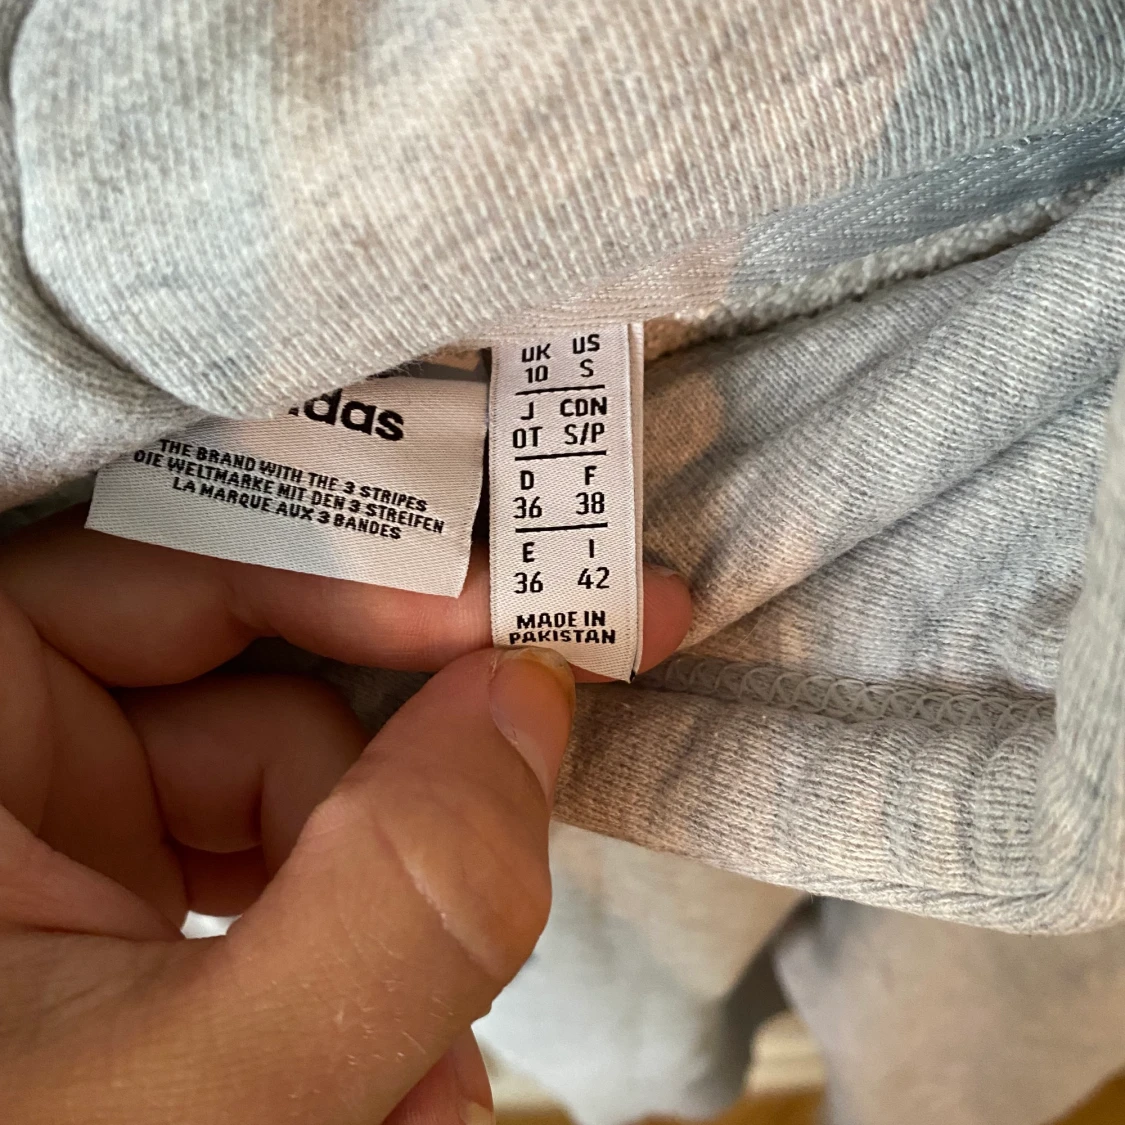 das
THE BRAND WITH THE 3 STRIPES
DIE WELTMARKE MIT DEN 3 STREIFEN
LA MARQUE AUX 3 BANDES
UK US
10 S
J CDN
OT S/P
D F
36 38
E I
36 42
MADE IN
PAKISTAN